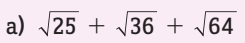 a) √25 + √36 + √64